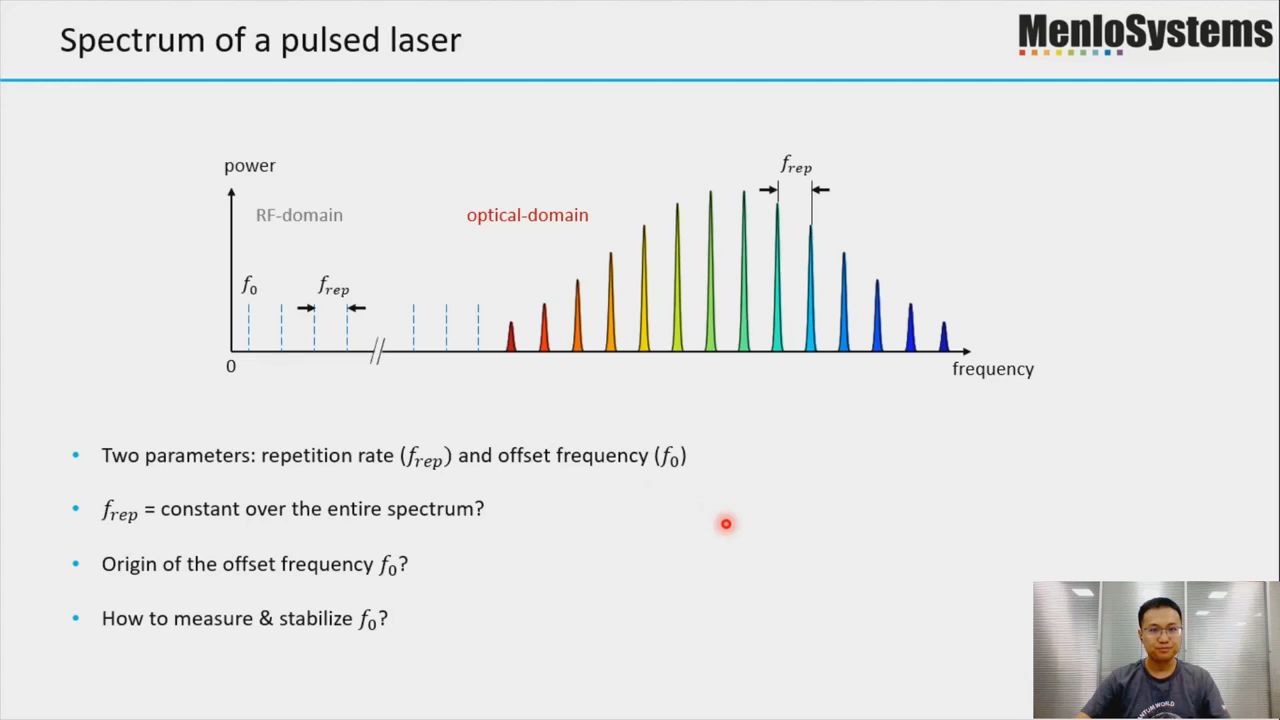 Spectrum of a pulsed laser
MenloSystems
power
f_rep
RF-domain
optical-domain
f_0
f_rep
0
frequency
• Two parameters: repetition rate (f_rep) and offset frequency (f_0)
• f_rep = constant over the entire spectrum?
• Origin of the offset frequency f_0?
• How to measure & stabilize f_0?